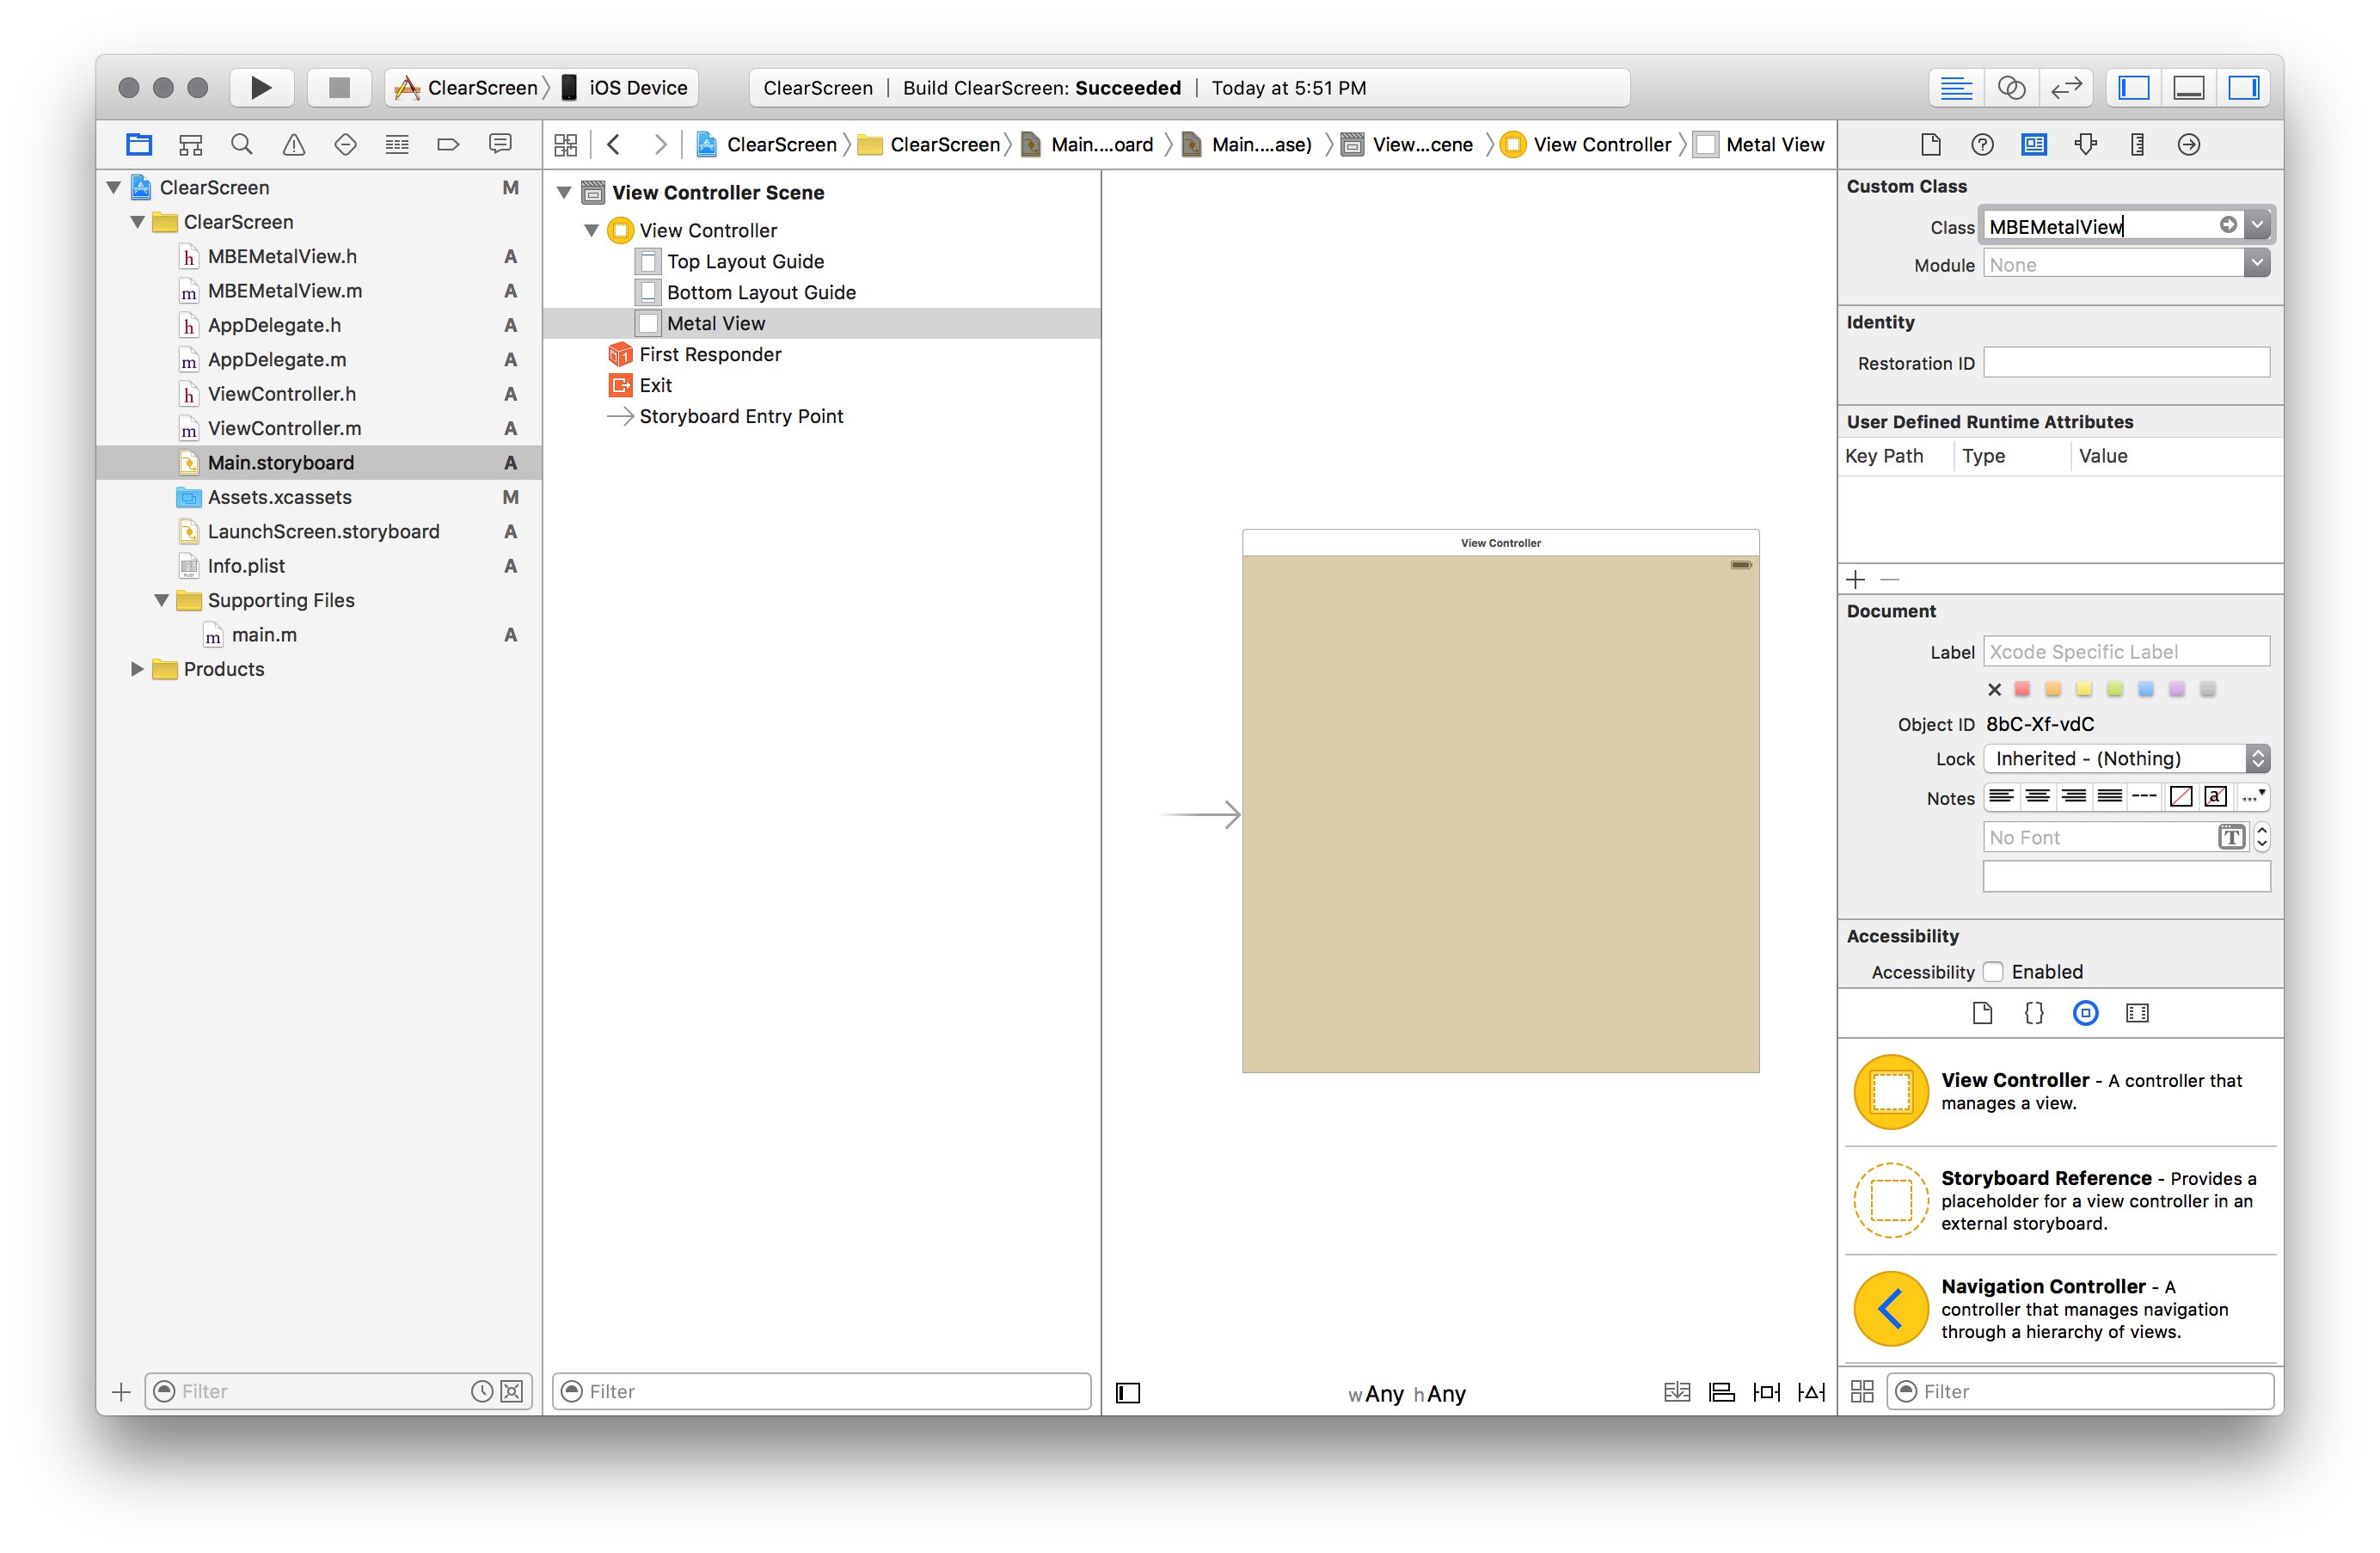 ClearScreen iOS Device
ClearScreen | Build ClearScreen: Succeeded | Today at 5:51 PM
ClearScreen ClearScreen Main....oard Main....ase) View...cene View Controller Metal View
ClearScreen M
ClearScreen
MBEMetalView.h A
MBEMetalView.m A
AppDelegate.h A
AppDelegate.m A
ViewController.h A
ViewController.m A
Main.storyboard A
Assets.xcassets M
LaunchScreen.storyboard A
Info.plist A
Supporting Files
main.m A
Products
Filter
View Controller Scene
View Controller
Top Layout Guide
Bottom Layout Guide
Metal View
First Responder
Exit
Storyboard Entry Point
Filter
View Controller
wAny hAny
Custom Class
Class MBEMetalView
Module None
Identity
Restoration ID
User Defined Runtime Attributes
Key Path Type Value
Document
Label Xcode Specific Label
Object ID 8bC-Xf-vdC
Lock Inherited - (Nothing)
Notes
No Font
Accessibility
Accessibility Enabled
View Controller - A controller that
manages a view.
Storyboard Reference - Provides a
placeholder for a view controller in an
external storyboard.
Navigation Controller - A
controller that manages navigation
through a hierarchy of views.
Filter